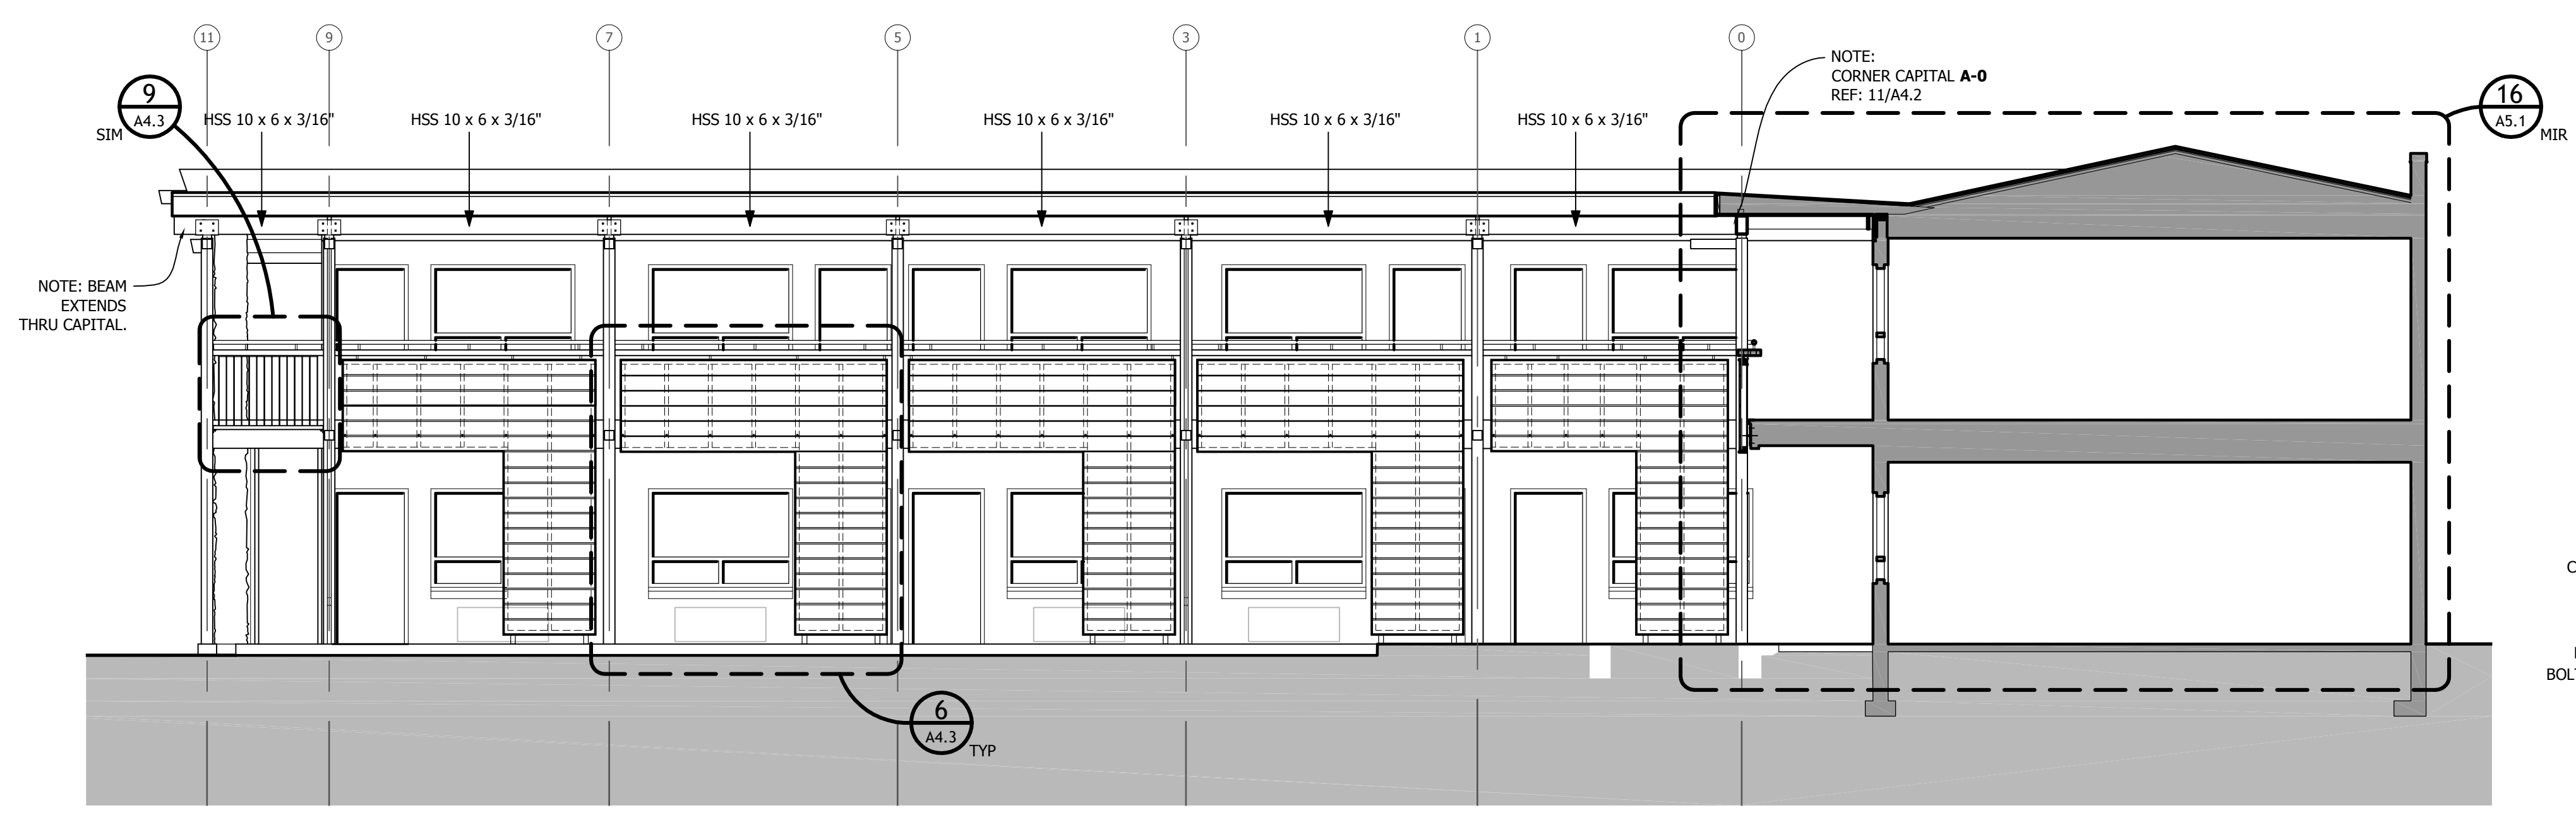 11
9
7
5
3
1
0
NOTE:
CORNER CAPITAL A-0
REF: 11/A4.2
9
A4.3
SIM
16
A5.1
MIR
HSS 10 x 6 x 3/16"
HSS 10 x 6 x 3/16"
HSS 10 x 6 x 3/16"
HSS 10 x 6 x 3/16"
HSS 10 x 6 x 3/16"
HSS 10 x 6 x 3/16"
NOTE: BEAM
EXTENDS
THRU CAPITAL.
BOL
6
A4.3
TYP